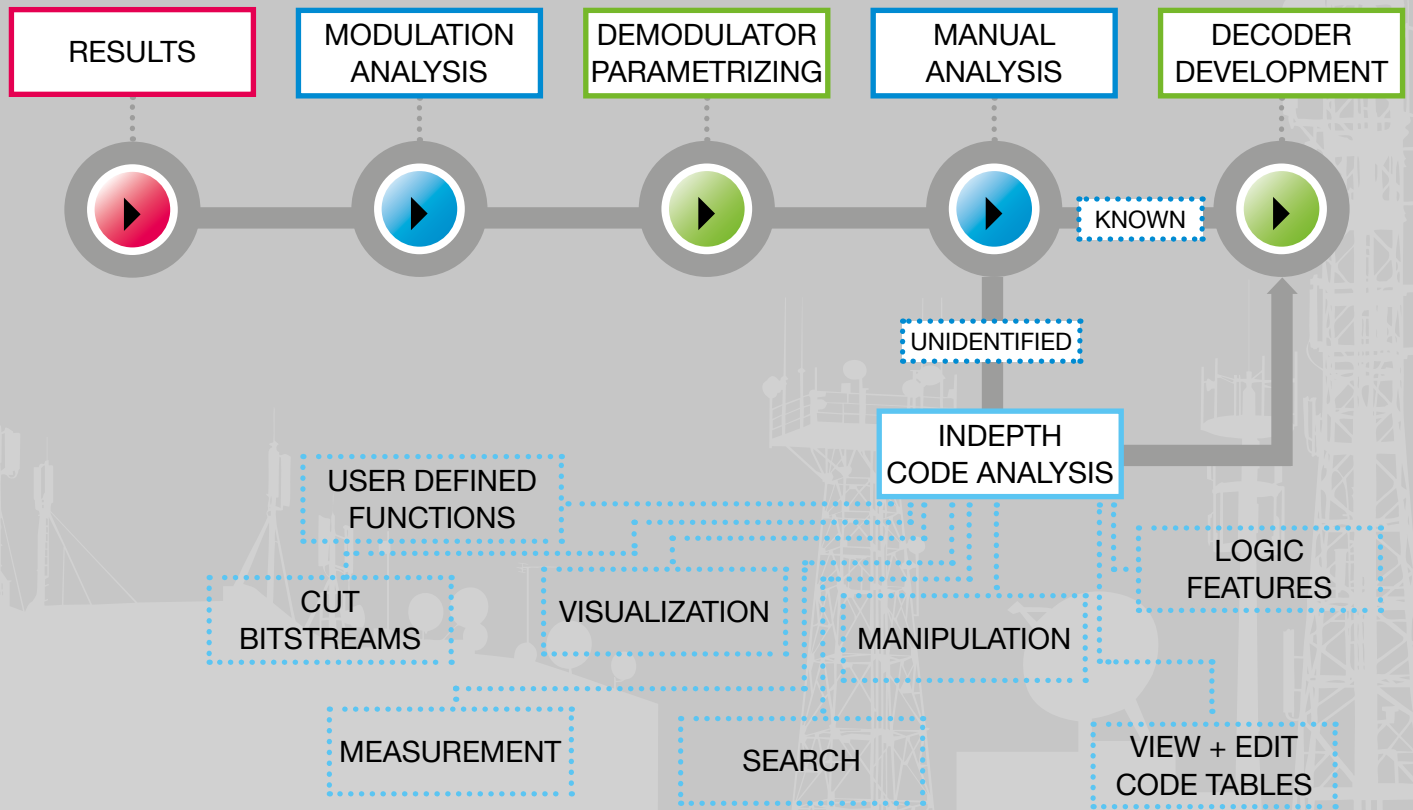 RESULTS
MODULATION
ANALYSIS
DEMODULATOR
PARAMETRIZING
MANUAL
ANALYSIS
DECODER
DEVELOPMENT
KNOWN
UNIDENTIFIED
INDEPTH
CODE ANALYSIS
USER DEFINED
FUNCTIONS
LOGIC
FEATURES
CUT
BITSTREAMS
VISUALIZATION
MANIPULATION
MEASUREMENT
SEARCH
VIEW + EDIT
CODE TABLES